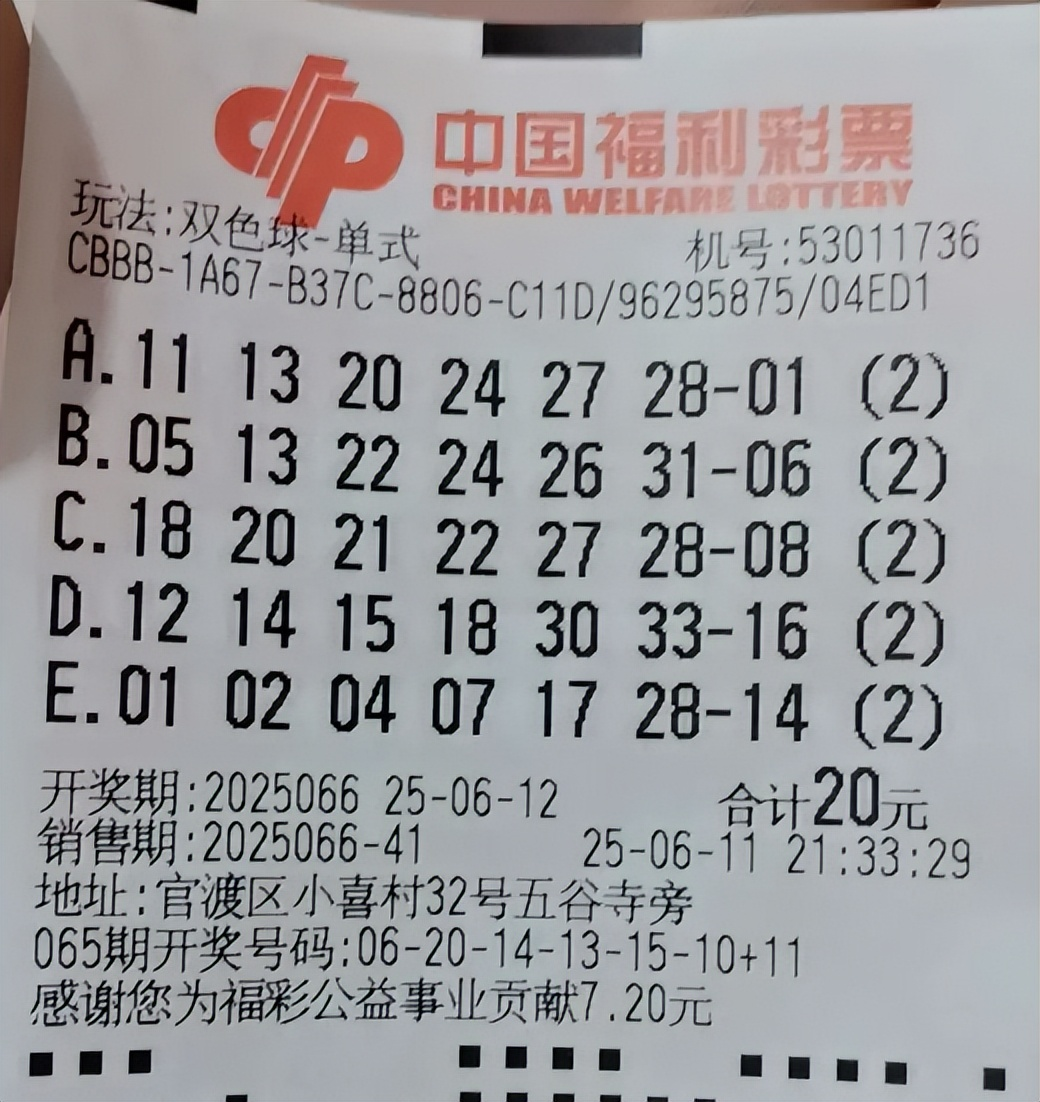 中国福利彩票
CHINA WELFARE LOTTERY
玩法:双色球-单式 机号:53011736
CBBB-1A67-B37C-8806-C11D/96295875/04ED1
A.11 13 20 24 27 28-01 (2)
B.05 13 22 24 26 31-06 (2)
C.18 20 21 22 27 28-08 (2)
D.12 14 15 18 30 33-16 (2)
E.01 02 04 07 17 28-14 (2)
开奖期:2025066 25-06-12 合计20元
销售期:2025066-41 25-06-11 21:33:29
地址:官渡区小喜村32号五谷寺旁
065期开奖号码:06-20-14-13-15-10+11
感谢您为福彩公益事业贡献7.20元